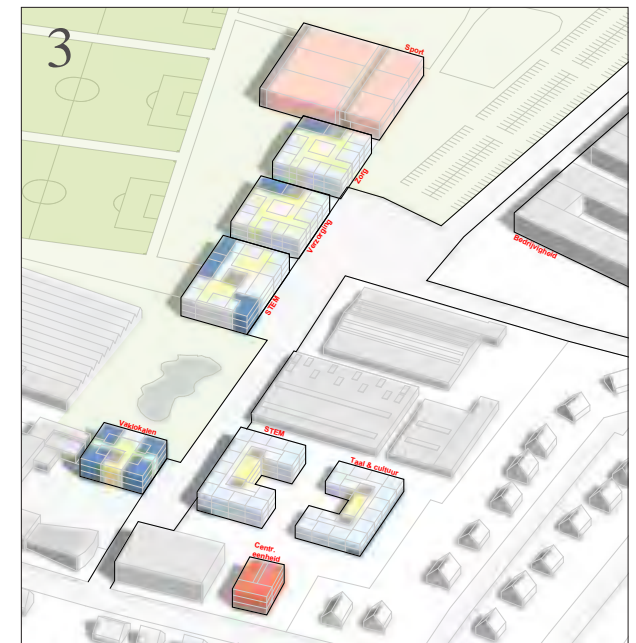 3
Sport
Zorg
Verzorging
Bedrijvigheid
STEM
Vaklokalen
STEM
Taal & cultuur
Centr.
eenheid